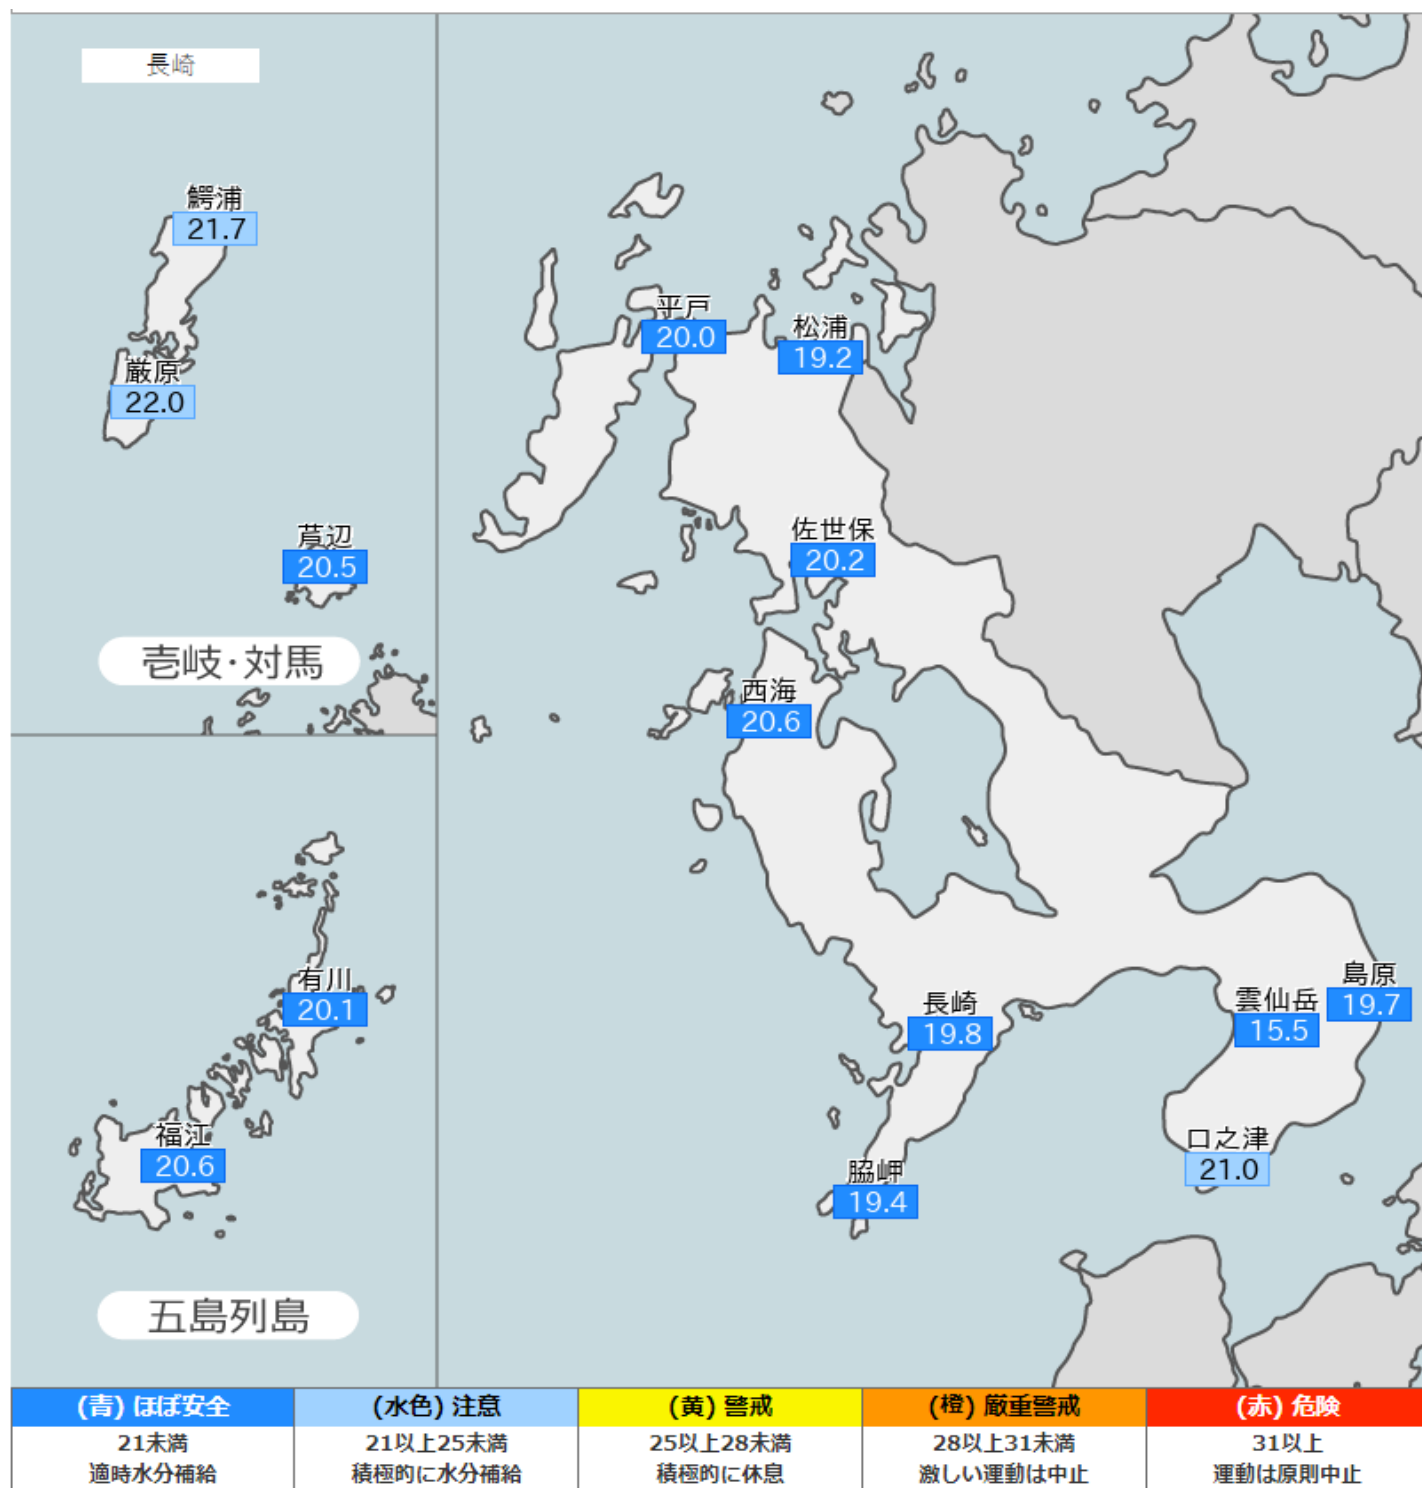 長崎
鰐浦
21.7
厳原
22.0
芦辺
20.5
壱岐・対馬
平戸
20.0
松浦
19.2
佐世保
20.2
西海
20.6
有川
20.1
福江
20.6
五島列島
長崎
19.8
脇岬
19.4
雲仙岳
15.5
島原
19.7
口之津
21.0
(青) ほぼ安全
21未満
適時水分補給
(水色) 注意
21以上25未満
積極的に水分補給
(黄) 警戒
25以上28未満
積極的に休息
(橙) 厳重警戒
28以上31未満
激しい運動は中止
(赤) 危険
31以上
運動は原則中止